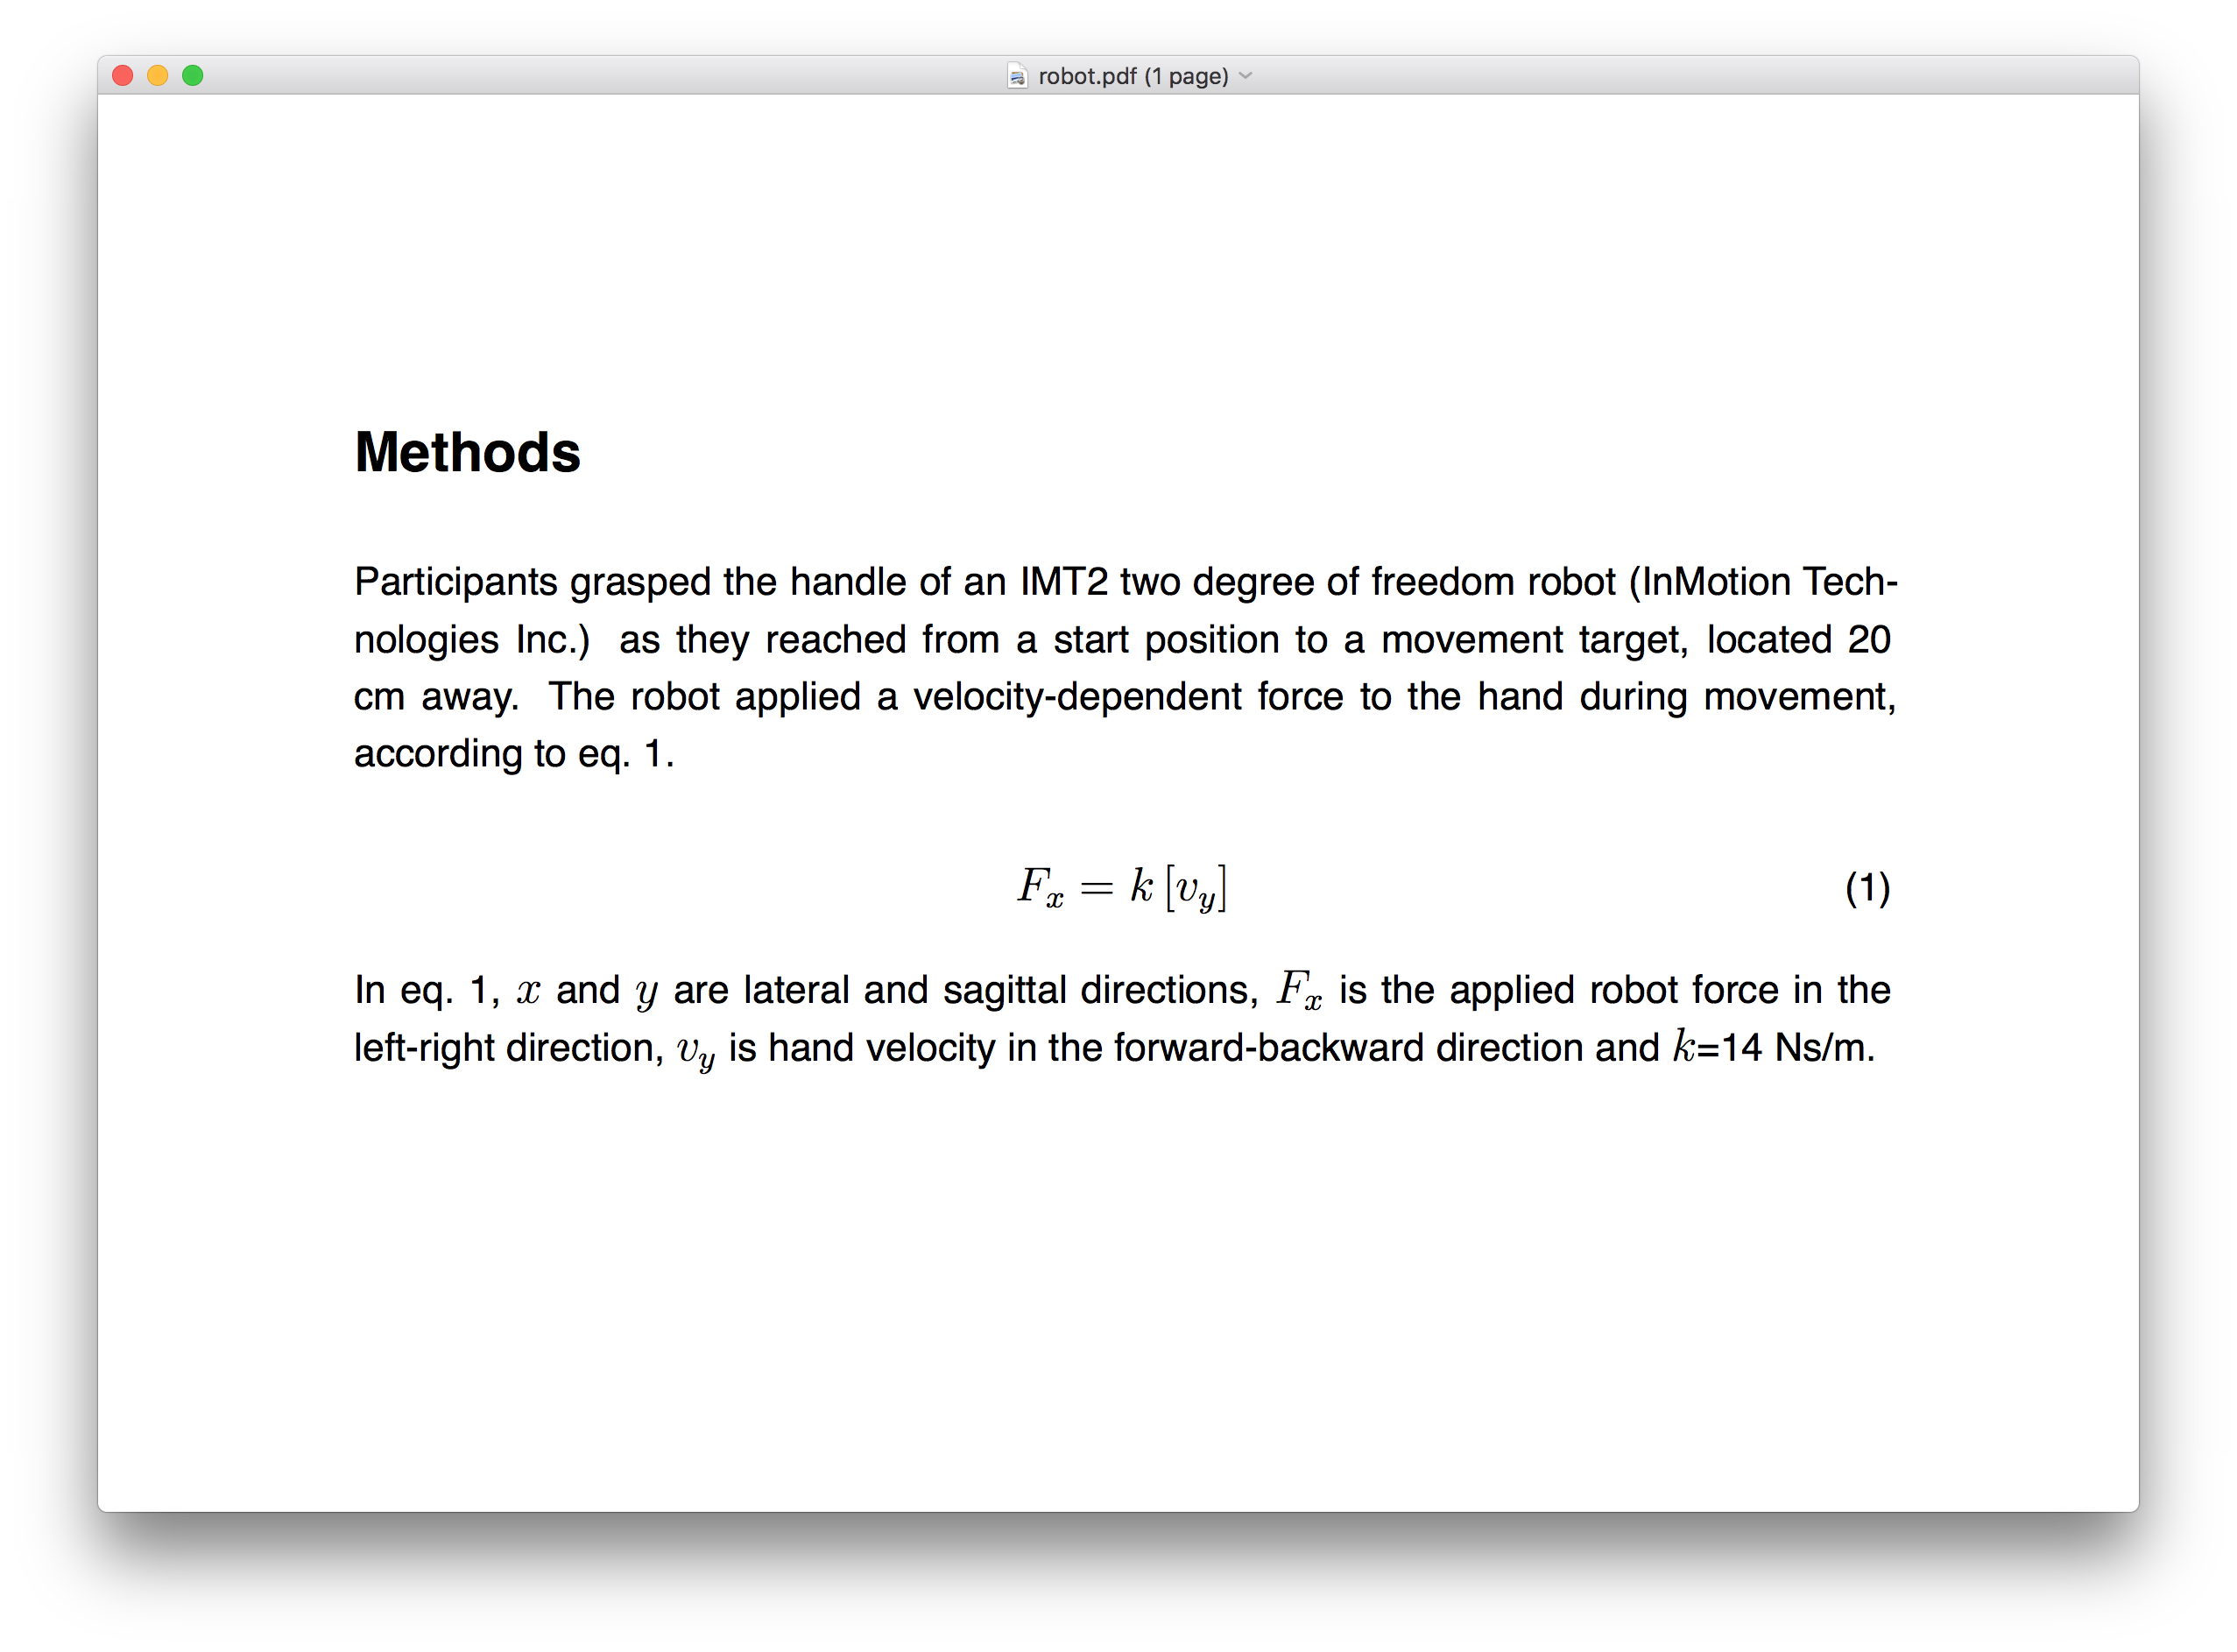 robot.pdf (1 page)
Methods
Participants grasped the handle of an IMT2 two degree of freedom robot (InMotion Tech-
nologies Inc.) as they reached from a start position to a movement target, located 20
cm away. The robot applied a velocity-dependent force to the hand during movement,
according to eq. 1.
F_x = k [v_y] (1)
In eq. 1, x and y are lateral and sagittal directions, F_x is the applied robot force in the
left-right direction, v_y is hand velocity in the forward-backward direction and k=14 Ns/m.